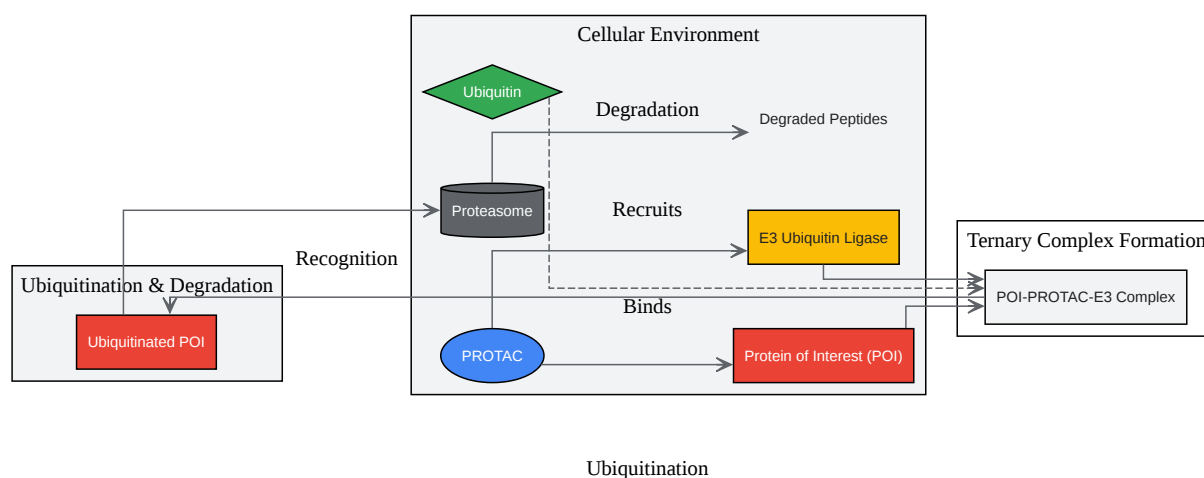 Cellular Environment
Ubiquitin
Degradation
Degraded Peptides
Proteasome
Recruits
E3 Ubiquitin Ligase
Ternary Complex Formation
Recognition
Ubiquitination & Degradation
POI-PROTAC-E3 Complex
Binds
Ubiquitinated POI
PROTAC
Protein of Interest (POI)
Ubiquitination